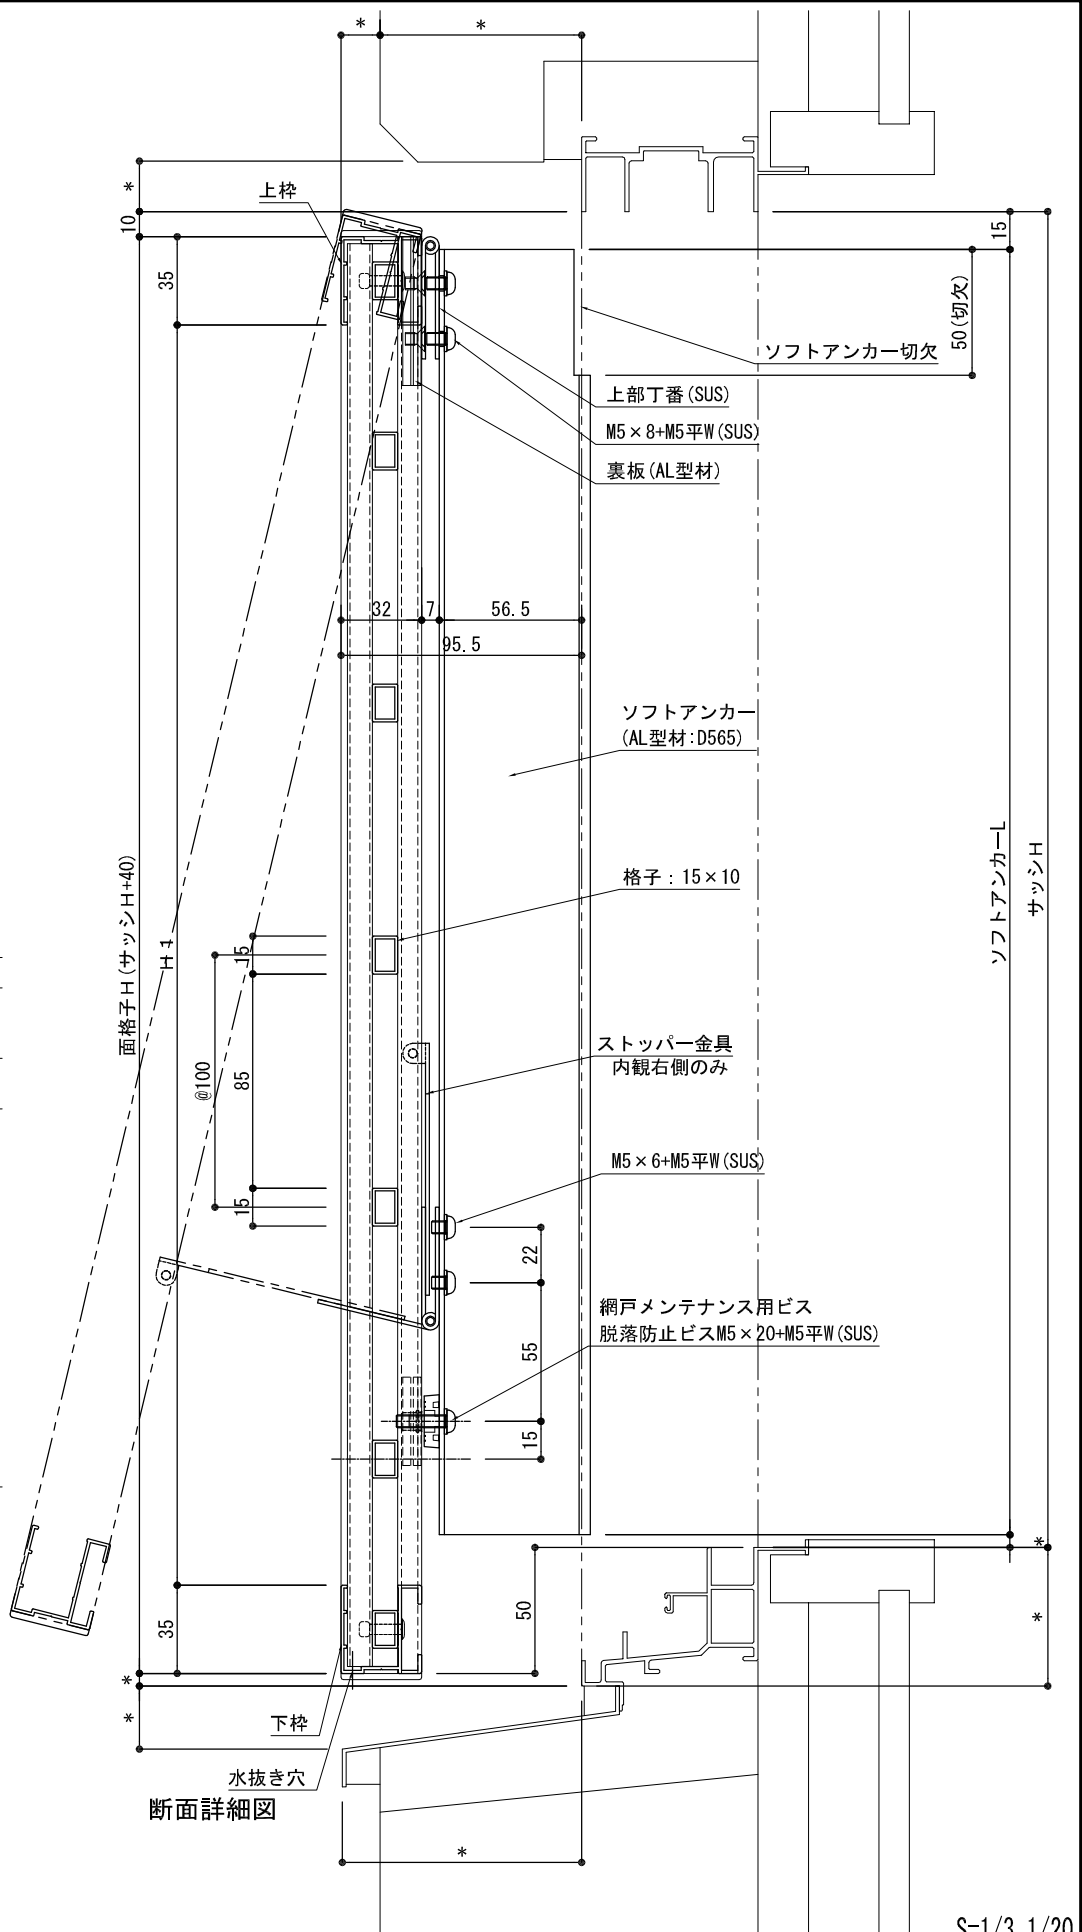 *
*
*
10
上枠
15
35
50(切欠)
ソフトアンカー切欠
上部丁番(SUS)
M5×8+M5平W(SUS)
裏板(AL型材)
32
7
56.5
95.5
ソフトアンカー
(AL型材:D565)
格子：15×10
面格子H(サッシH+40)
H1
ソフトアンカーL
サッシH
15
@100
85
15
ストッパー金具
内観右側のみ
M5×6+M5平W(SUS)
22
網戸メンテナンス用ビス
脱落防止ビスM5×20+M5平W(SUS)
55
15
*
50
35
*
*
*
下枠
水抜き穴
断面詳細図
*
S=1/3,1/20